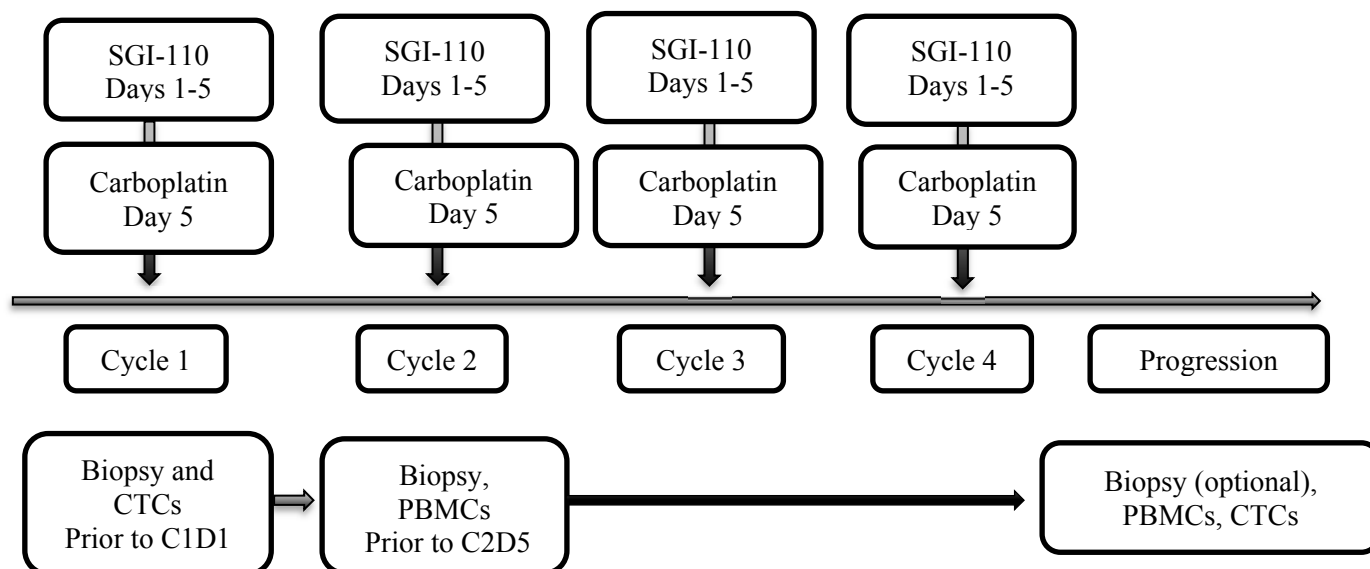 SGI-110
Days 1-5
SGI-110
Days 1-5
SGI-110
Days 1-5
SGI-110
Days 1-5
Carboplatin
Day 5
Carboplatin
Day 5
Carboplatin
Day 5
Carboplatin
Day 5
Cycle 1
Cycle 2
Cycle 3
Cycle 4
Progression
Biopsy and
CTCs
Prior to C1D1
Biopsy,
PBMCs
Prior to C2D5
Biopsy (optional),
PBMCs, CTCs